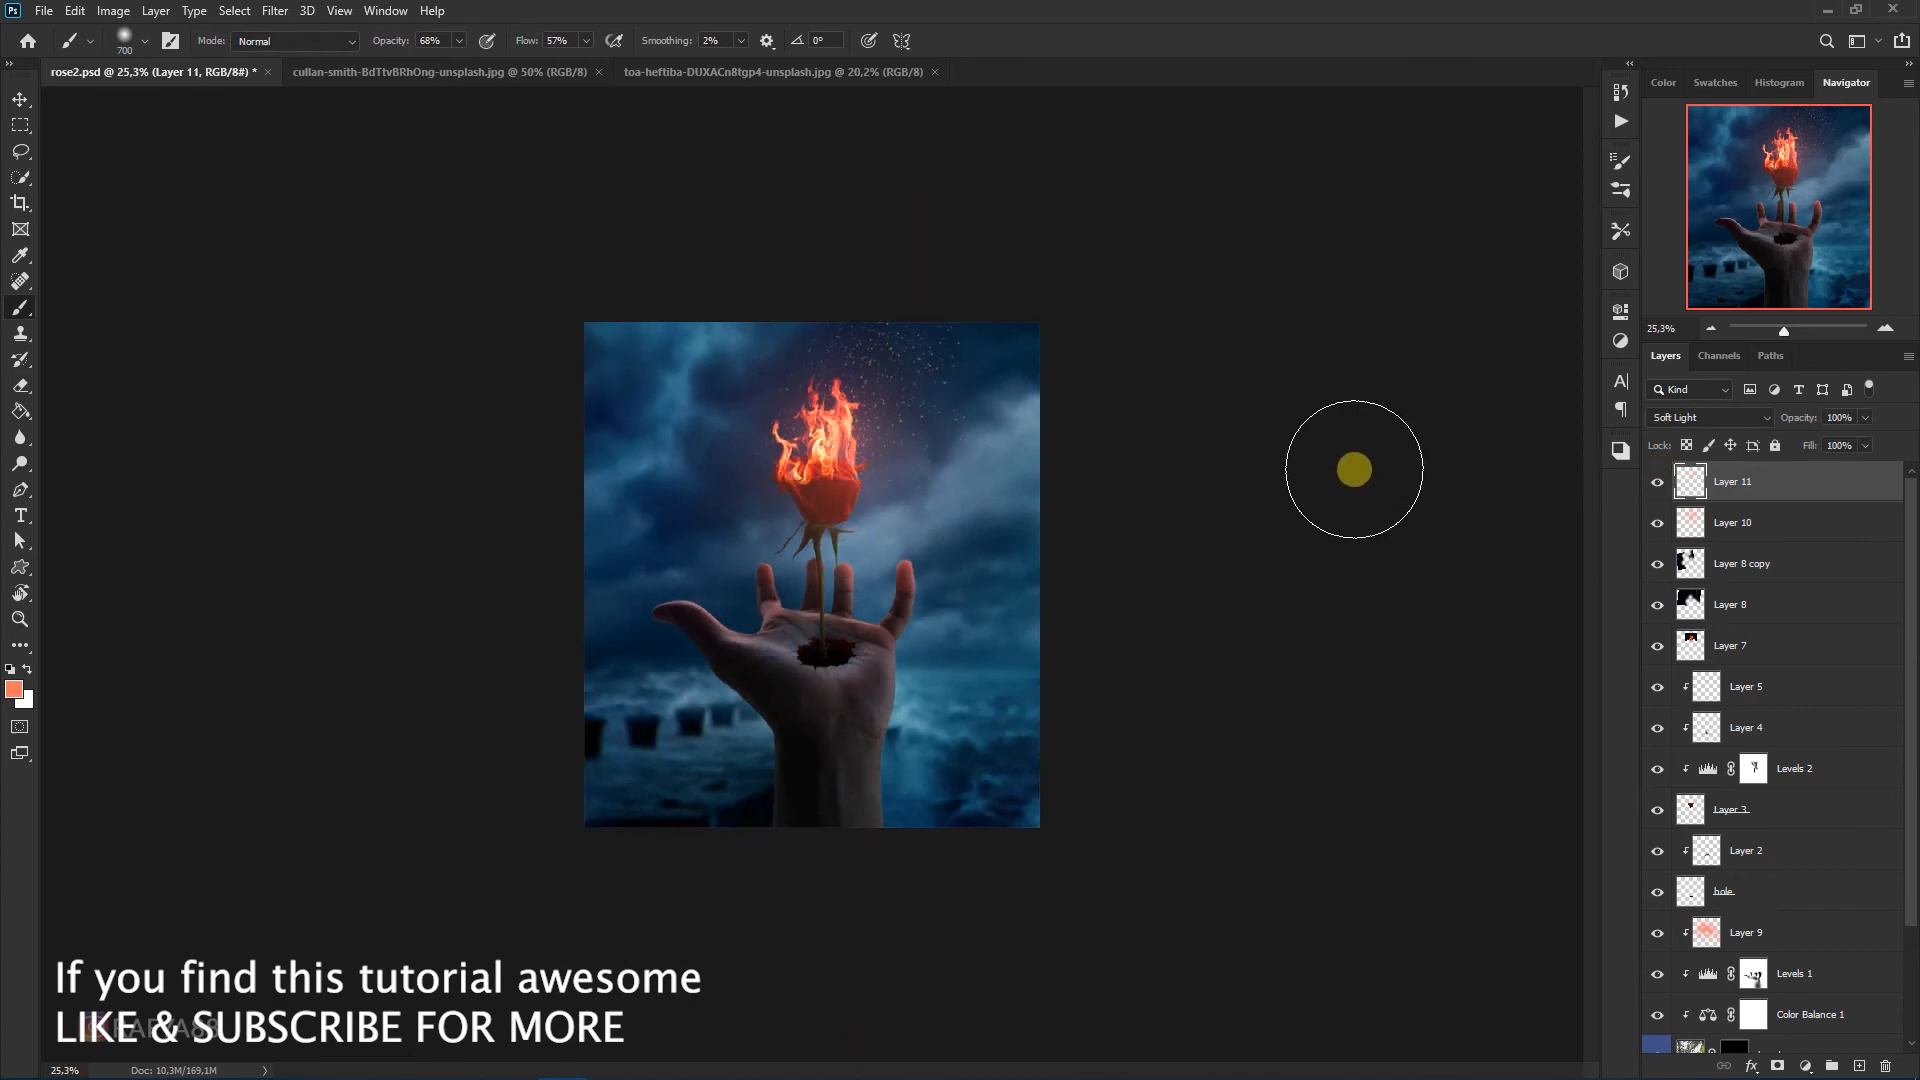 Ps File Edit Image Layer Type Select Filter 3D View Window Help
700 Mode: Normal Opacity: 68% Flow: 57% Smoothing: 2% 0°
rose2.psd @ 25,3% (Layer 11, RGB/8#) * × cullan-smith-BdTtvBRhOng-unsplash.jpg @ 50% (RGB/8) × toa-heftiba-DUXACn8tgp4-unsplash.jpg @ 20,2% (RGB/8) ×
Color Swatches Histogram Navigator
25,3%
Layers Channels Paths
Kind
Soft Light Opacity: 100%
Lock: Fill: 100%
Layer 11
Layer 10
Layer 8 copy
Layer 8
Layer 7
Layer 5
Layer 4
Levels 2
Layer 3
Layer 2
hole
Layer 9
Levels 1
Color Balance 1
If you find this tutorial awesome
LIKE & SUBSCRIBE FOR MORE
25,3% Doc: 10,3M/169,1M